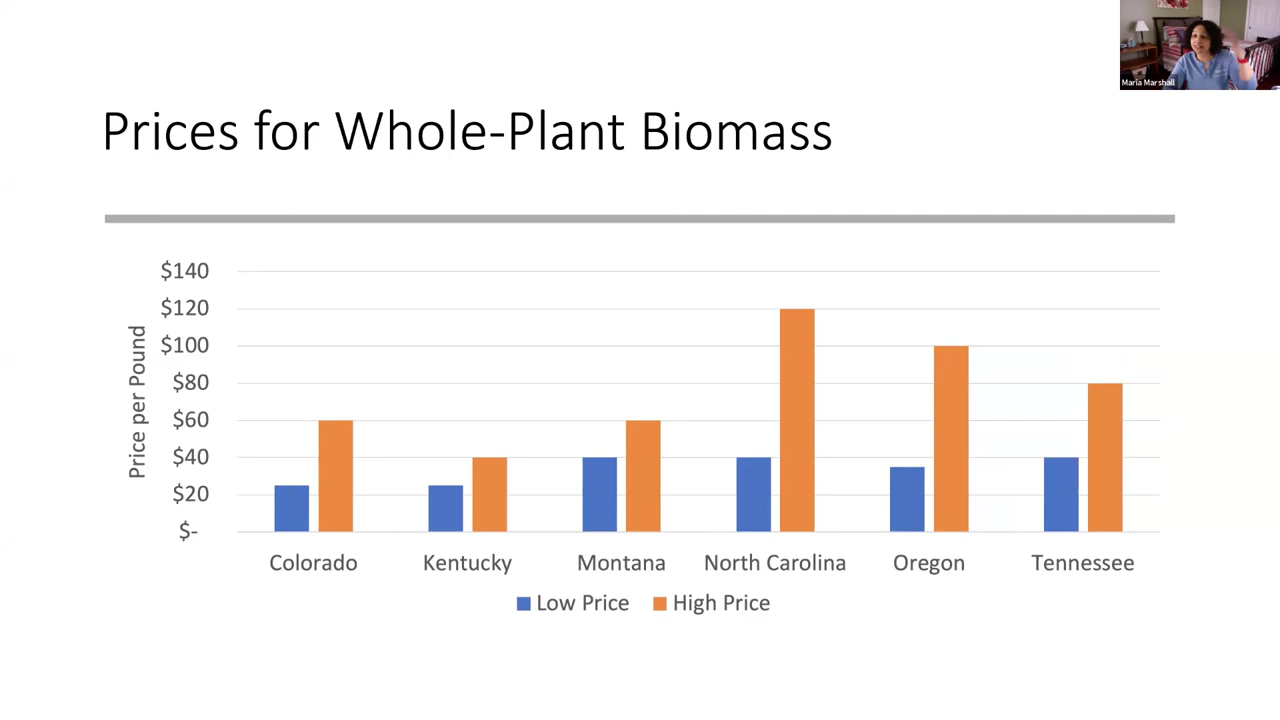 Maria Marshall
Prices for Whole-Plant Biomass
Price per Pound
$140
$120
$100
$80
$60
$40
$20
$-
Colorado Kentucky Montana North Carolina Oregon Tennessee
Low Price High Price